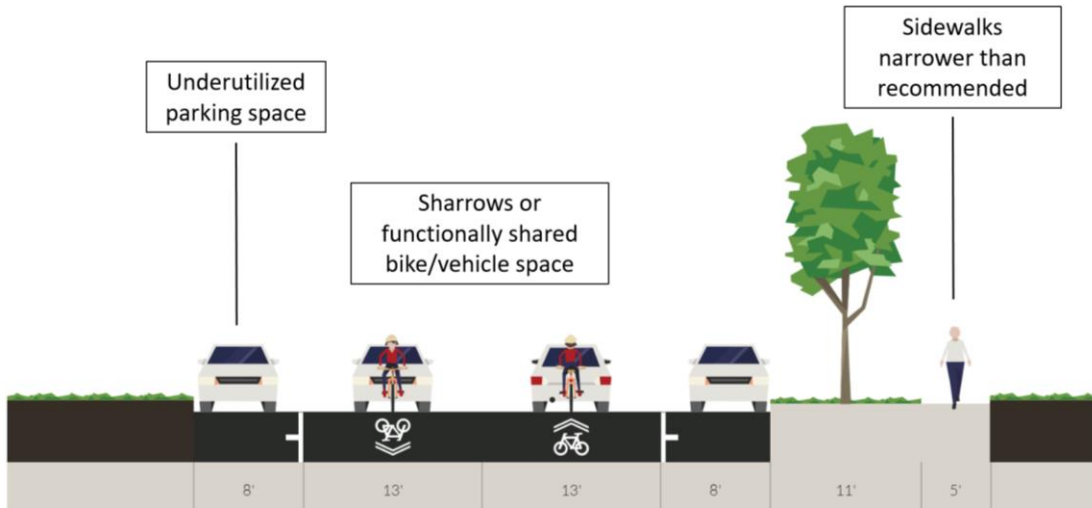 Sidewalks
narrower than
recommended
Underutilized
parking space
Sharrows or
functionally shared
bike/vehicle space
8'
13'
13'
8'
11'
5'